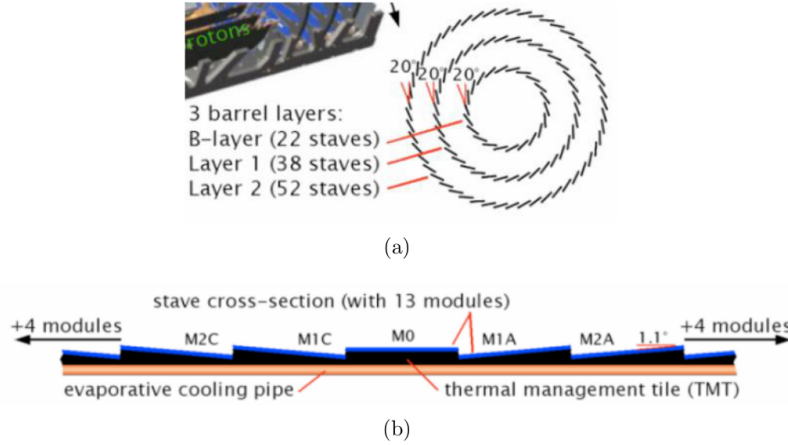 rotons
20° 20° 20°
3 barrel layers:
B-layer (22 staves)
Layer 1 (38 staves)
Layer 2 (52 staves)
(a)
stave cross-section (with 13 modules)
+4 modules M2C M1C M0 M1A M2A 1.1° +4 modules
evaporative cooling pipe thermal management tile (TMT)
(b)